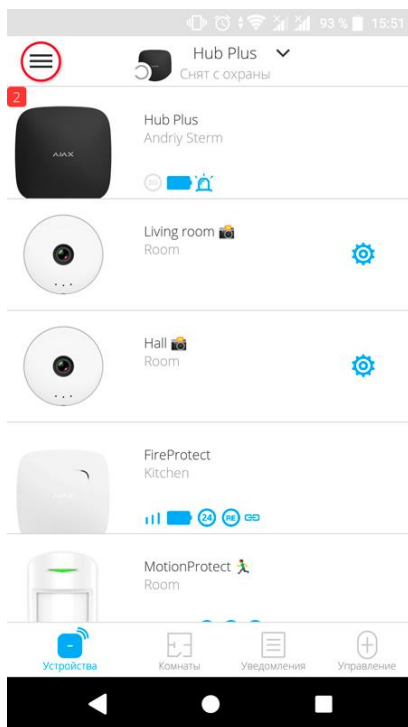 93 % 15:51
Hub Plus
Снят с охраны
2
Hub Plus
Andriy Sterm
AJAX
Living room
Room
Hall
Room
FireProtect
Kitchen
AJAX
24 RE
MotionProtect
Room
Устройства Комнаты Уведомления Управление